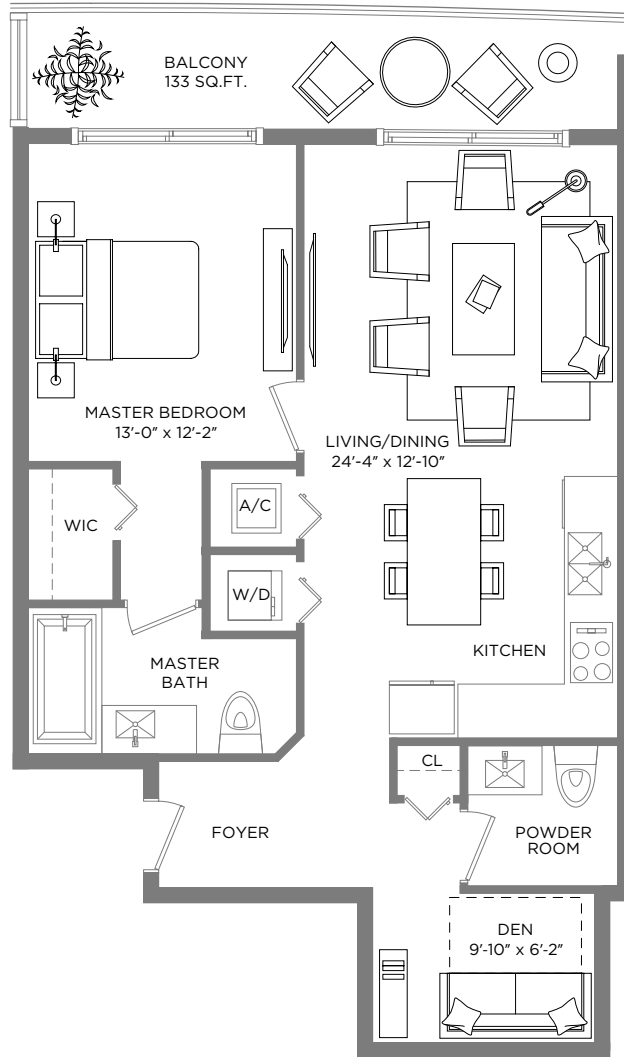 BALCONY
133 SQ.FT.
MASTER BEDROOM
13'-0" x 12'-2"
LIVING/DINING
24'-4" x 12'-10"
A/C
WIC
W/D
KITCHEN
MASTER
BATH
CL
FOYER
POWDER
ROOM
DEN
9'-10" x 6'-2"